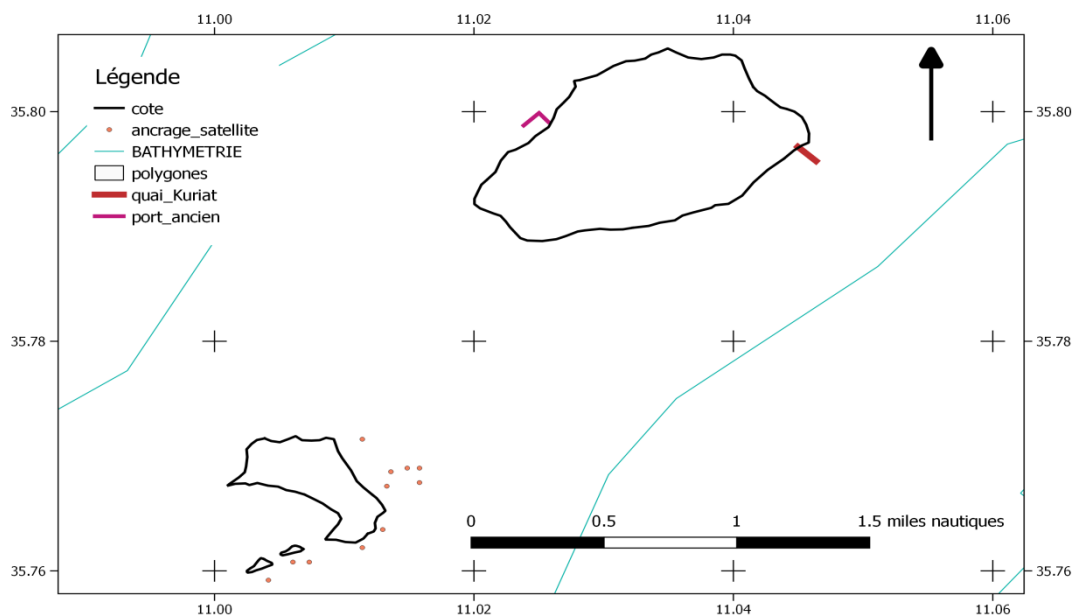 11.00 11.02 11.04 11.06
Légende
cote
ancrage_satellite
BATHYMETRIE
polygones
quai_Kuriat
port_ancien
35.80 35.80
35.78 35.78
0 0.5 1 1.5 miles nautiques
35.76 35.76
11.00 11.02 11.04 11.06